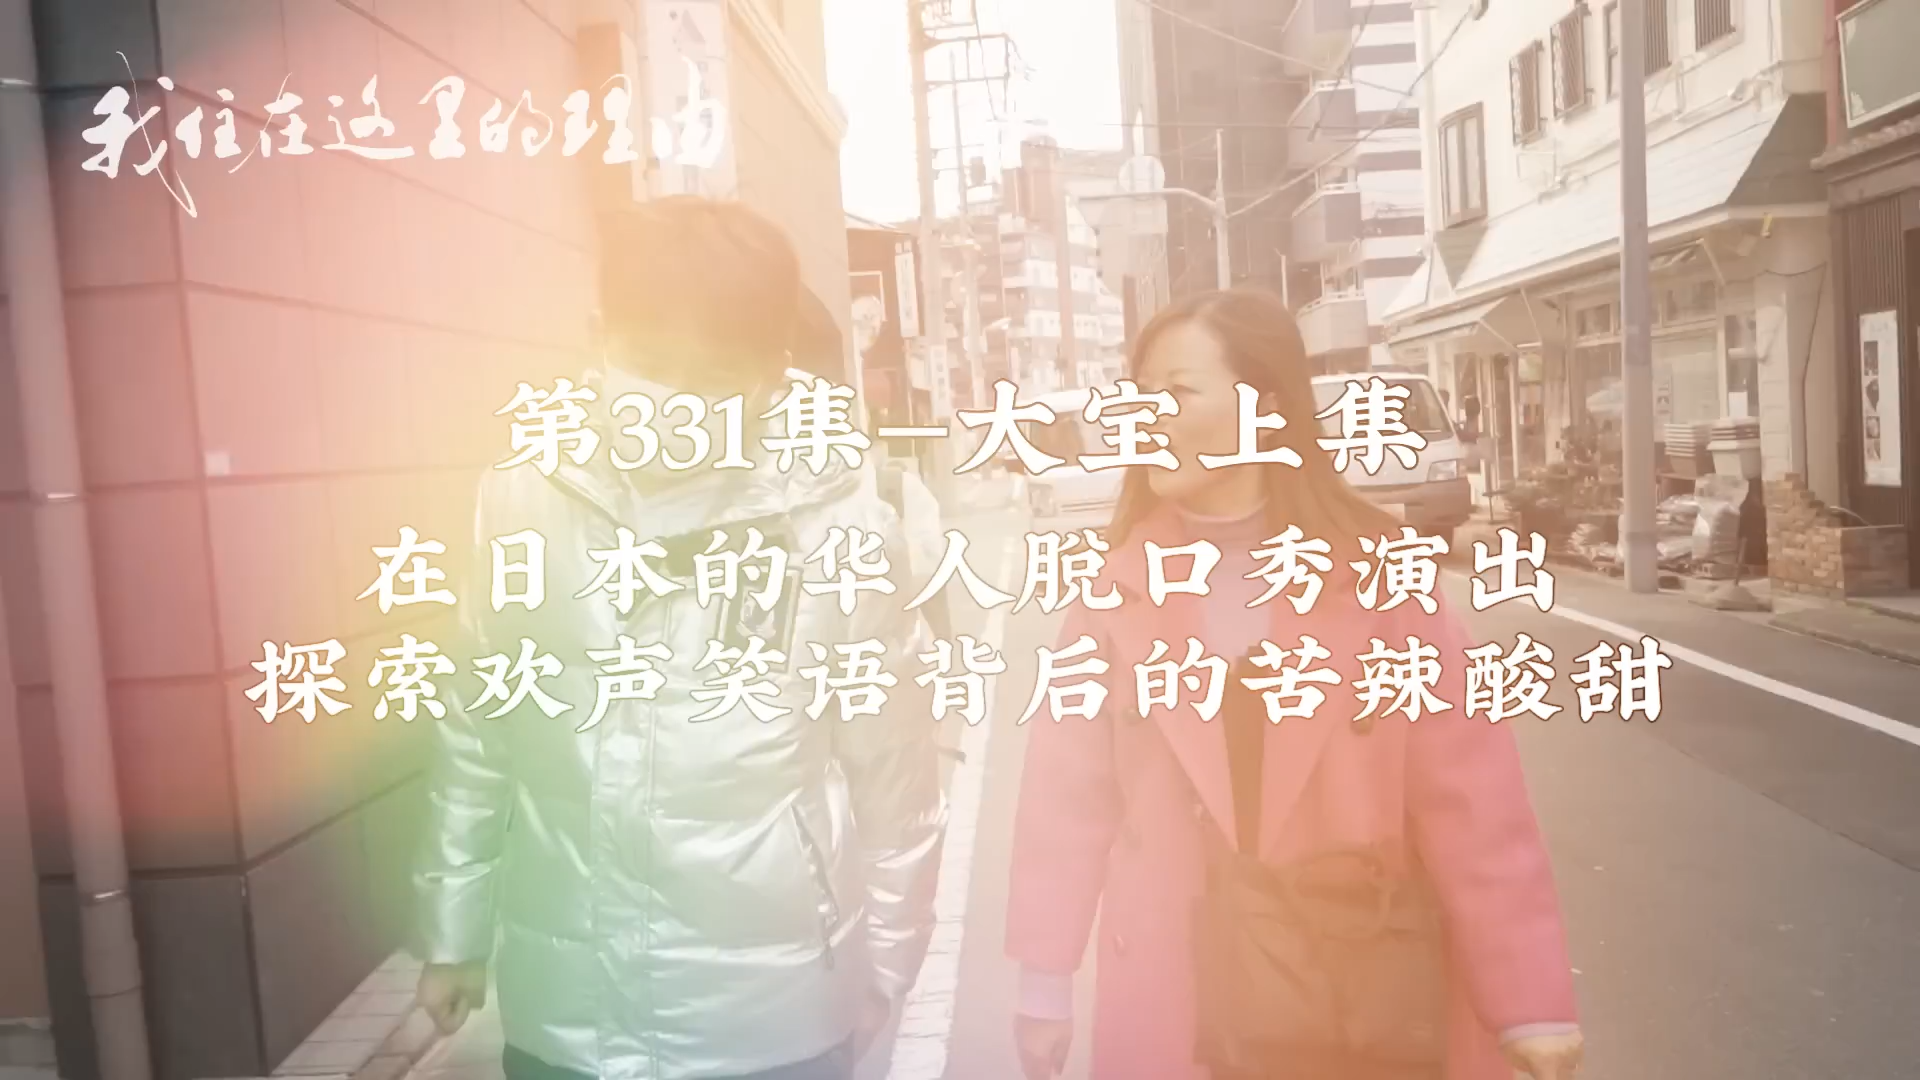 我住在这里的理由
第331集-大宝上集
在日本的华人脱口秀演出
探索欢声笑语背后的苦辣酸甜